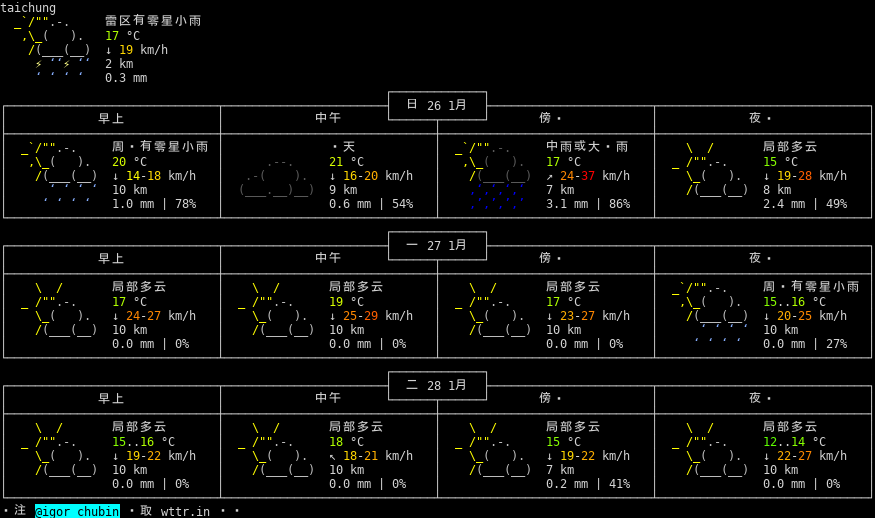 taichung
雷区有零星小雨
17 °C
↓ 19 km/h
2 km
0.3 mm
日 26 1月
早上 中午 傍・ 夜・
周・有零星小雨 ・天 中雨或大・雨 局部多云
20 °C 21 °C 17 °C 15 °C
↓ 14-18 km/h ↓ 16-20 km/h ↗ 24-37 km/h ↓ 19-28 km/h
10 km 9 km 7 km 8 km
1.0 mm | 78% 0.6 mm | 54% 3.1 mm | 86% 2.4 mm | 49%
一 27 1月
早上 中午 傍・ 夜・
局部多云 局部多云 局部多云 周・有零星小雨
17 °C 19 °C 17 °C 15..16 °C
↓ 24-27 km/h ↓ 25-29 km/h ↓ 23-27 km/h ↓ 20-25 km/h
10 km 10 km 10 km 10 km
0.0 mm | 0% 0.0 mm | 0% 0.0 mm | 0% 0.0 mm | 27%
二 28 1月
早上 中午 傍・ 夜・
局部多云 局部多云 局部多云 局部多云
15..16 °C 18 °C 15 °C 12..14 °C
↓ 19-22 km/h ↖ 18-21 km/h ↓ 19-22 km/h ↓ 22-27 km/h
10 km 10 km 7 km 10 km
0.0 mm | 0% 0.0 mm | 0% 0.2 mm | 41% 0.0 mm | 0%
・注 @igor_chubin ・取 wttr.in ・・